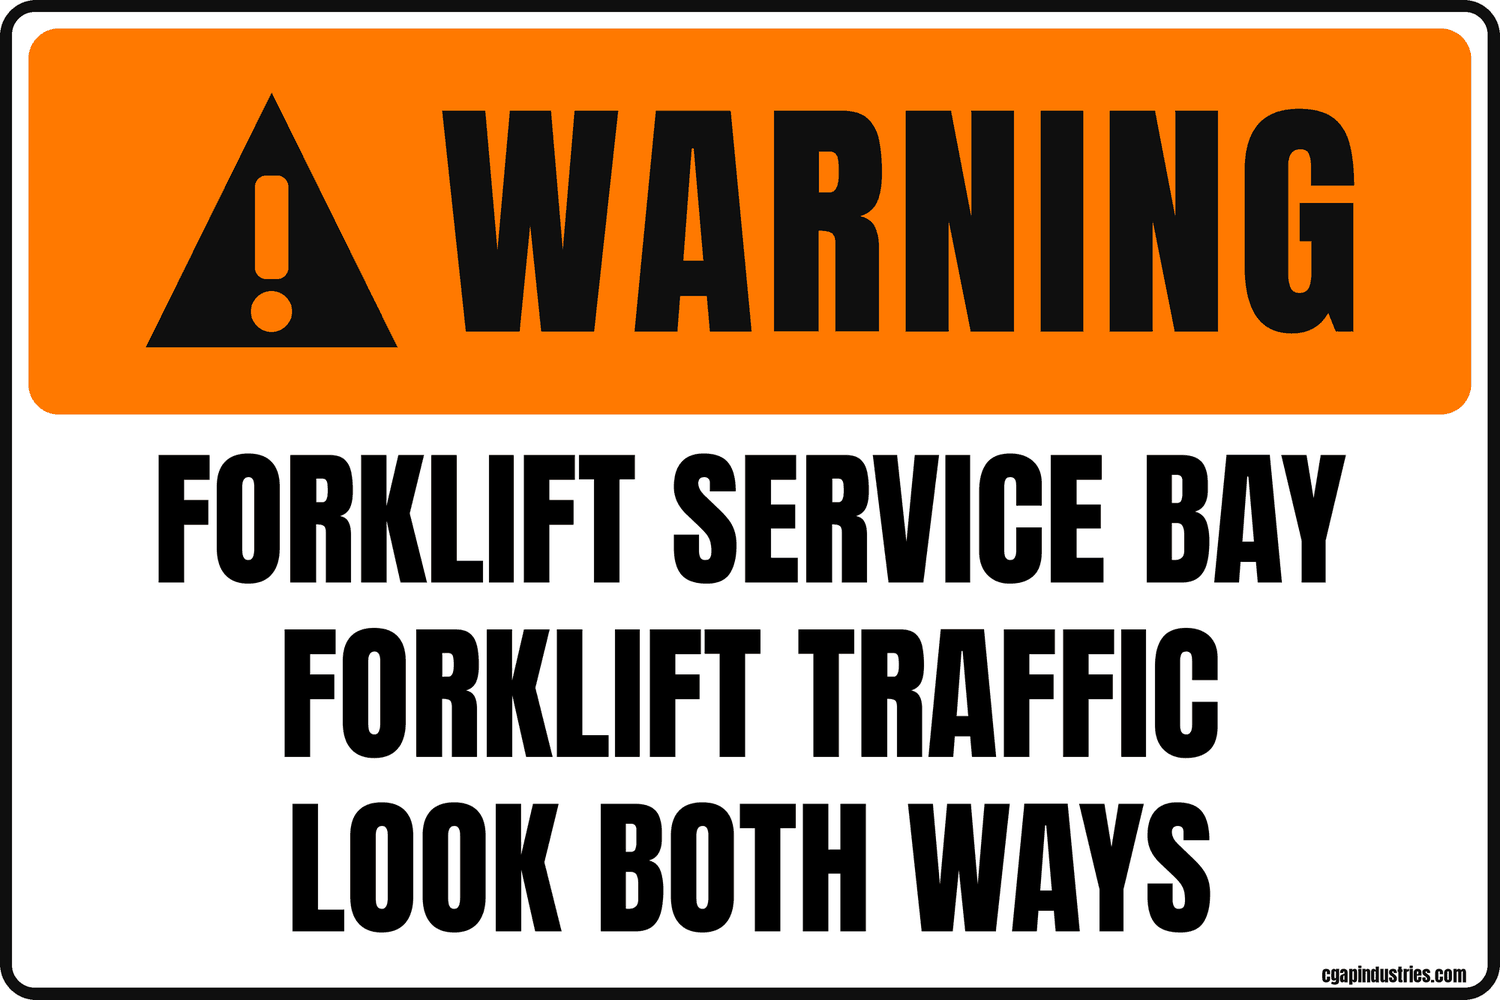 WARNING
FORKLIFT SERVICE BAY
FORKLIFT TRAFFIC
LOOK BOTH WAYS
cgapindustries.com